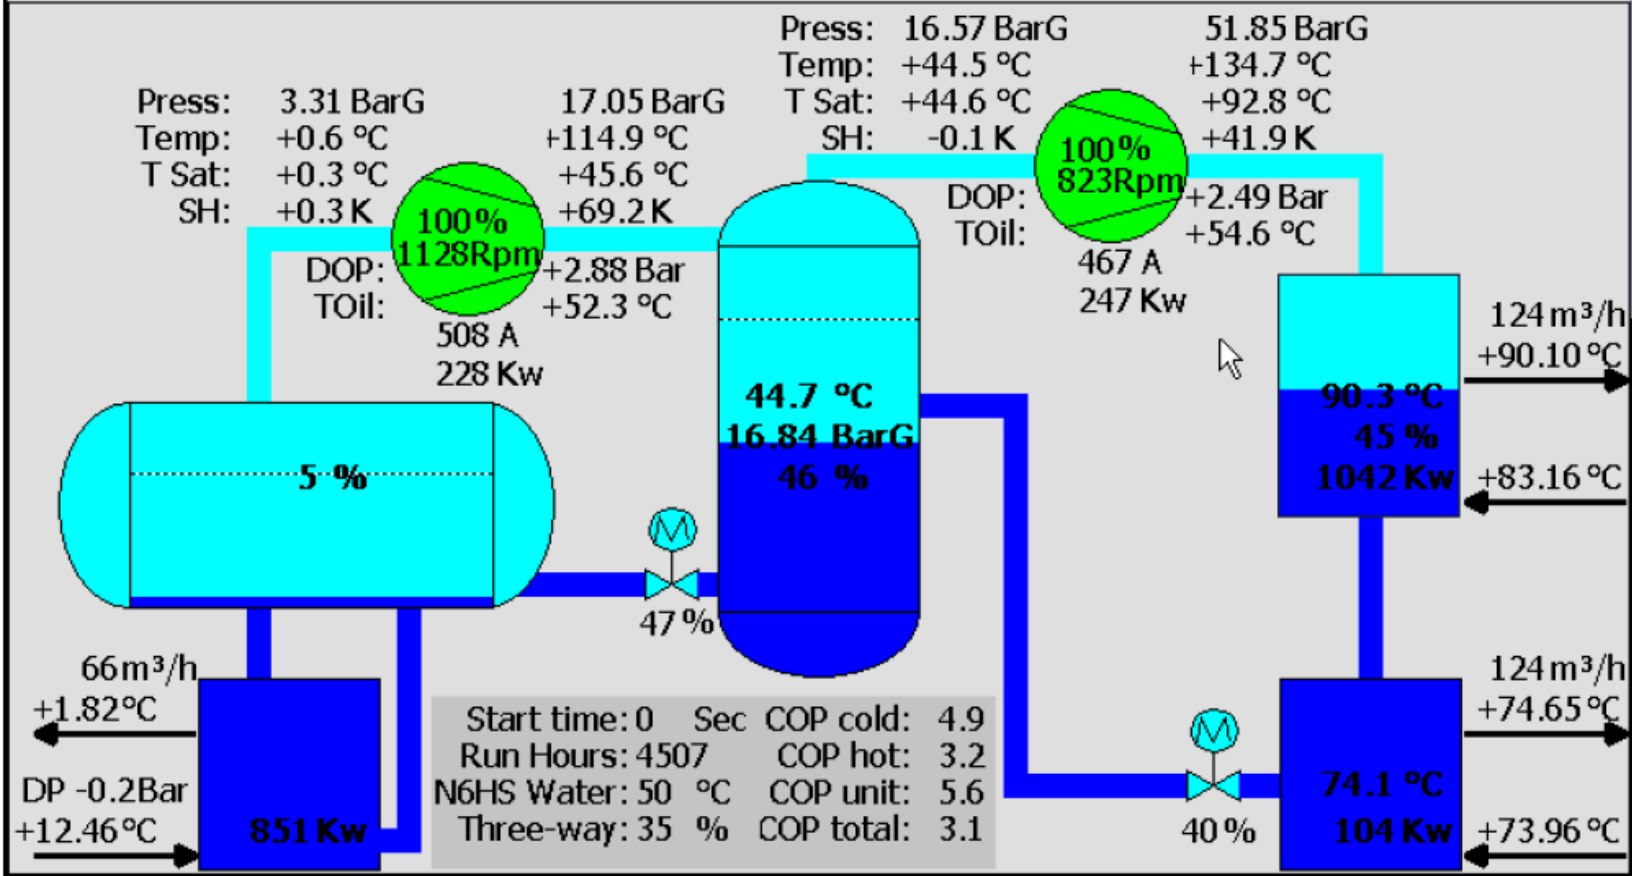 Press: 16.57 BarG 51.85 BarG
Temp: +44.5 °C +134.7 °C
T Sat: +44.6 °C +92.8 °C
SH: -0.1 K +41.9 K
100%
823Rpm
DOP: +2.49 Bar
TOil: +54.6 °C
467 A
247 Kw
Press: 3.31 BarG 17.05 BarG
Temp: +0.6 °C +114.9 °C
T Sat: +0.3 °C +45.6 °C
SH: +0.3 K +69.2 K
100%
1128Rpm
DOP: +2.88 Bar
TOil: +52.3 °C
508 A
228 Kw
124 m³/h
+90.10 °C
44.7 °C
16.84 BarG
46 %
90.3 °C
45 %
1042 Kw
+83.16 °C
5 %
M
47 %
66 m³/h
+1.82°C
DP -0.2Bar
+12.46°C
851 Kw
Start time: 0 Sec COP cold: 4.9
Run Hours: 4507 COP hot: 3.2
N6HS Water: 50 °C COP unit: 5.6
Three-way: 35 % COP total: 3.1
M
40 %
124 m³/h
+74.65 °C
74.1 °C
104 Kw
+73.96 °C